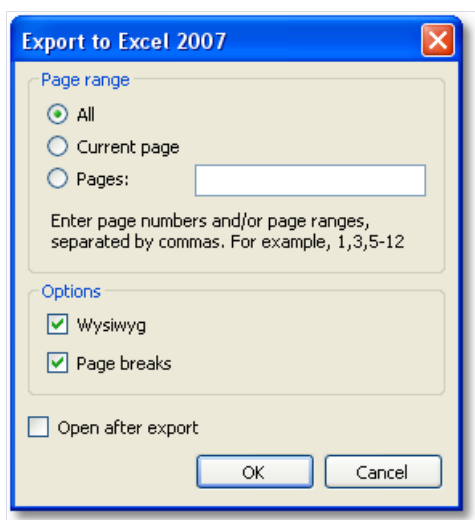 Export to Excel 2007
Page range
All
Current page
Pages:
Enter page numbers and/or page ranges,
separated by commas. For example, 1,3,5-12
Options
Wysiwyg
Page breaks
Open after export
OK Cancel